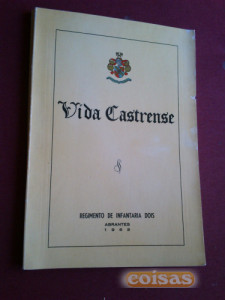 Vida Castrense
REGIMENTO DE INFANTARIA DOIS
ABRANTES
coisas